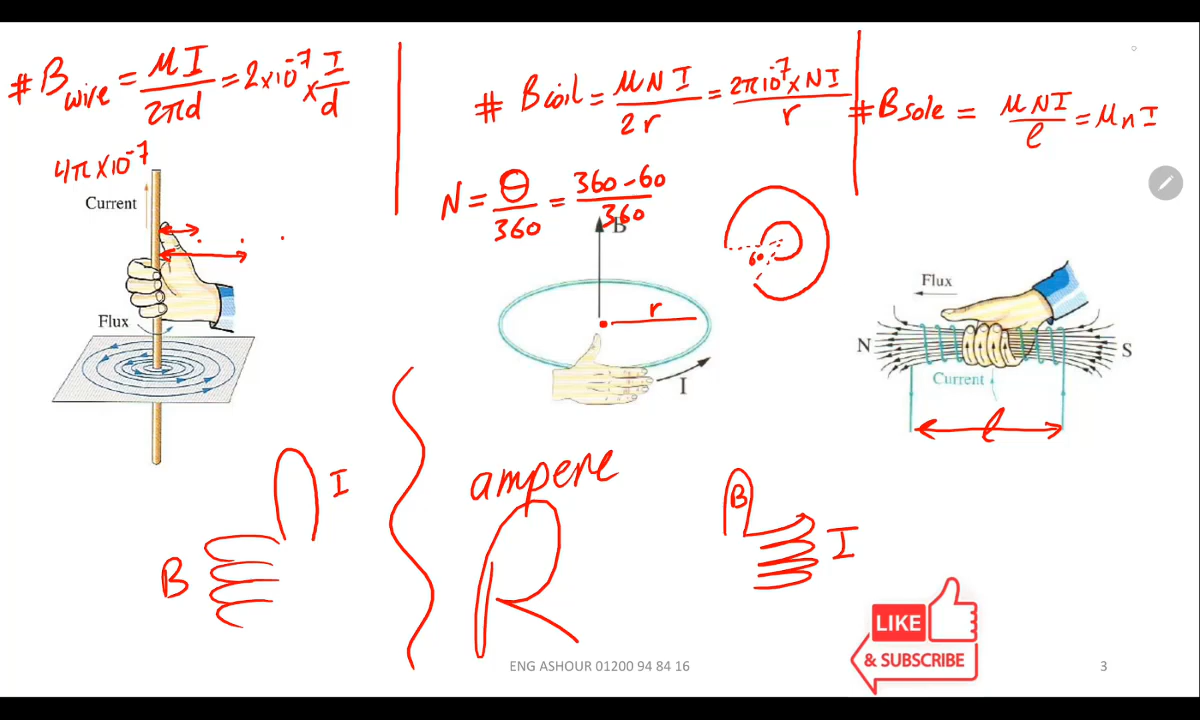 # B wire = μI / 2πd = 2×10⁻⁷ × I / d
4π×10⁻⁷
Current
Flux
I
B
# B coil = μNI / 2r = 2π10⁻⁷×NI / r
N = θ / 360 = 360-60 / 360
60
B
r
I
ampere
R
B
I
# B sole = μNI / ℓ = μnI
Flux
N
S
Current
ℓ
LIKE
& SUBSCRIBE
ENG ASHOUR 01200 94 84 16
3